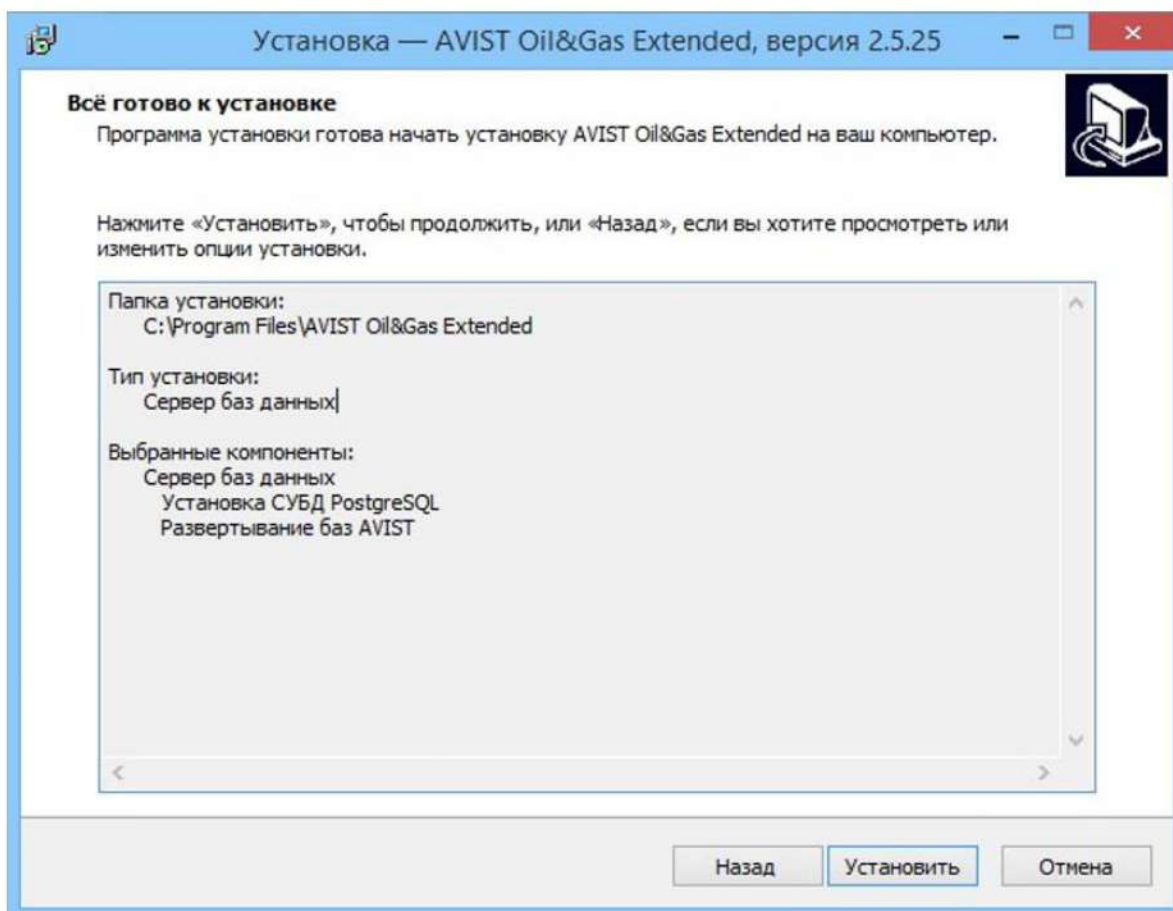 Установка — AVIST Oil&Gas Extended, версия 2.5.25
Всё готово к установке
Программа установки готова начать установку AVIST Oil&Gas Extended на ваш компьютер.
Нажмите «Установить», чтобы продолжить, или «Назад», если вы хотите просмотреть или
изменить опции установки.
Папка установки:
C:\Program Files\AVIST Oil&Gas Extended
Тип установки:
Сервер баз данных
Выбранные компоненты:
Сервер баз данных
Установка СУБД PostgreSQL
Развертывание баз AVIST
Назад
Установить
Отмена